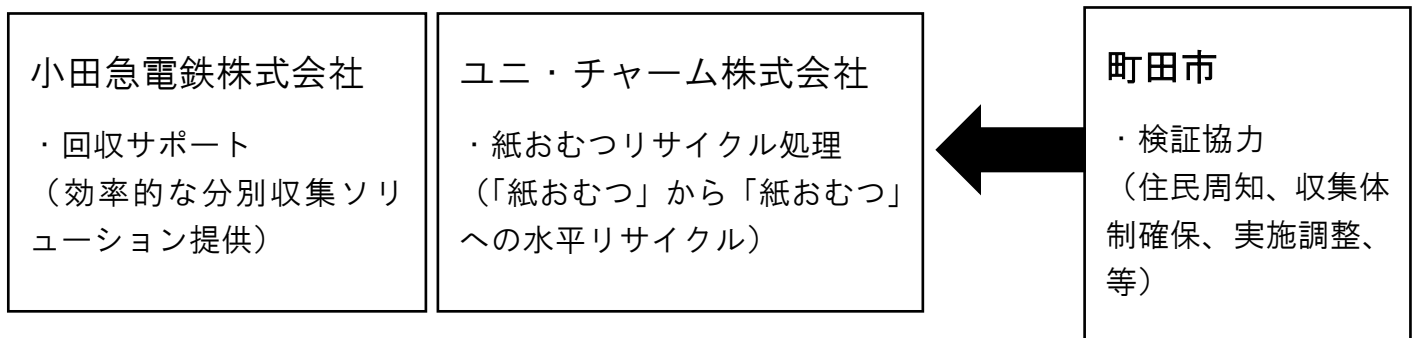 小田急電鉄株式会社
・回収サポート
（効率的な分別収集ソリ
ューション提供）
ユニ・チャーム株式会社
・紙おむつリサイクル処理
（「紙おむつ」から「紙おむつ」
への水平リサイクル）
町田市
・検証協力
（住民周知、収集体
制確保、実施調整、
等）